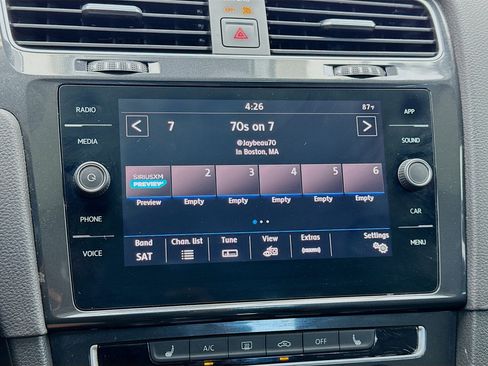 RADIO
MEDIA
PHONE
VOICE
4:26
87°F
7
70s on 7
@Jaybeau70
In Boston, MA
SIRIUSXM
PREVIEW
2
3
4
5
6
Preview
Empty
Empty
Empty
Empty
Empty
Band
SAT
Chan. list
Tune
View
Extras
Settings
APP
SOUND
CAR
MENU
A/C
OFF